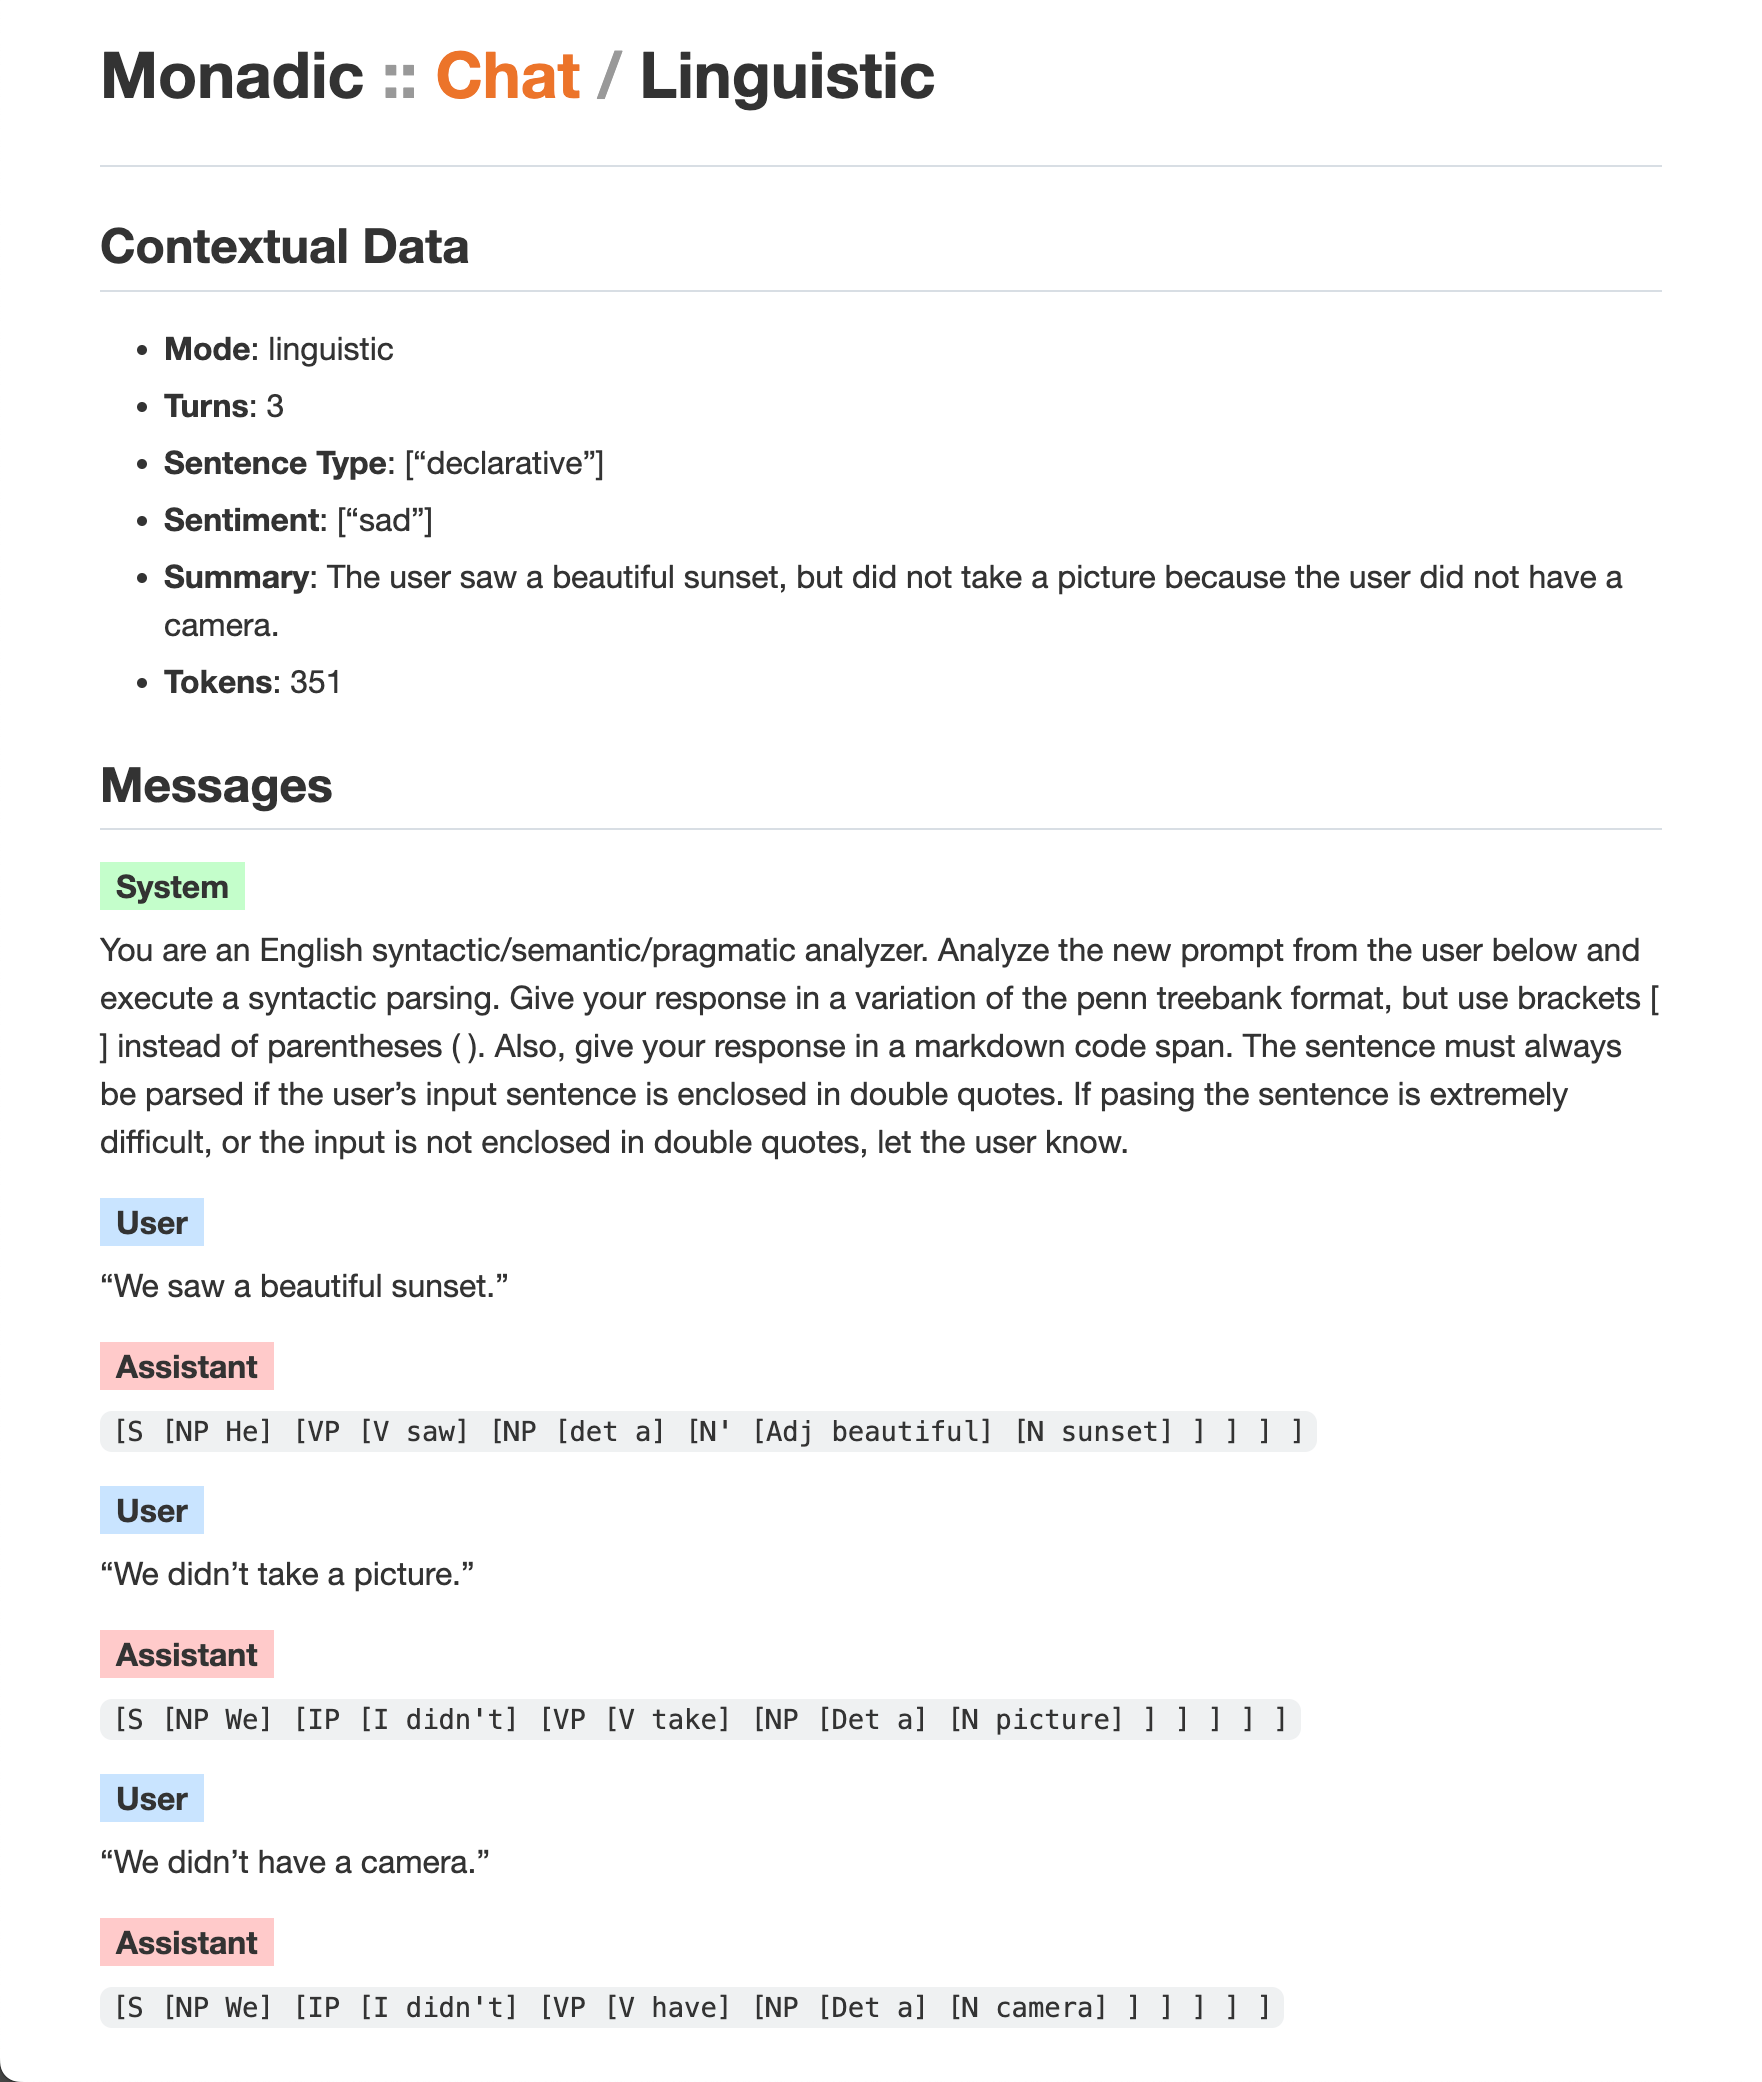 Monadic :: Chat / Linguistic
Contextual Data
• Mode: linguistic
• Turns: 3
• Sentence Type: [“declarative”]
• Sentiment: [“sad”]
• Summary: The user saw a beautiful sunset, but did not take a picture because the user did not have a
camera.
• Tokens: 351
Messages
System
You are an English syntactic/semantic/pragmatic analyzer. Analyze the new prompt from the user below and
execute a syntactic parsing. Give your response in a variation of the penn treebank format, but use brackets [
] instead of parentheses ( ). Also, give your response in a markdown code span. The sentence must always
be parsed if the user’s input sentence is enclosed in double quotes. If pasing the sentence is extremely
difficult, or the input is not enclosed in double quotes, let the user know.
User
“We saw a beautiful sunset.”
Assistant
[S [NP He] [VP [V saw] [NP [det a] [N' [Adj beautiful] [N sunset] ] ] ] ]
User
“We didn’t take a picture.”
Assistant
[S [NP We] [IP [I didn't] [VP [V take] [NP [Det a] [N picture] ] ] ] ] ]
User
“We didn’t have a camera.”
Assistant
[S [NP We] [IP [I didn't] [VP [V have] [NP [Det a] [N camera] ] ] ] ] ]